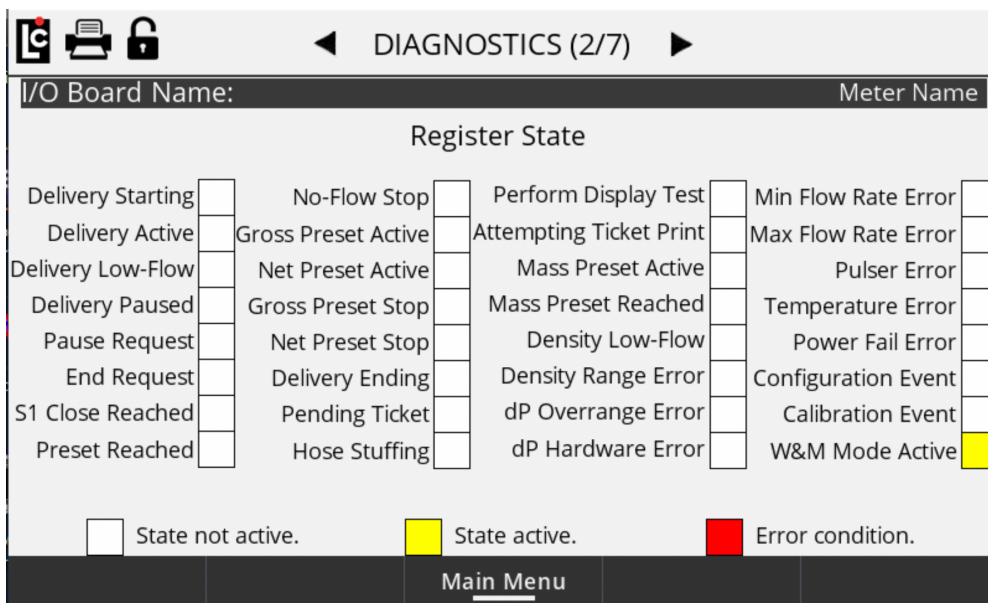 LC
DIAGNOSTICS (2/7)
I/O Board Name: Meter Name
Register State
Delivery Starting No-Flow Stop Perform Display Test Min Flow Rate Error
Delivery Active Gross Preset Active Attempting Ticket Print Max Flow Rate Error
Delivery Low-Flow Net Preset Active Mass Preset Active Pulser Error
Delivery Paused Gross Preset Stop Mass Preset Reached Temperature Error
Pause Request Net Preset Stop Density Low-Flow Power Fail Error
End Request Delivery Ending Density Range Error Configuration Event
S1 Close Reached Pending Ticket dP Overrange Error Calibration Event
Preset Reached Hose Stuffing dP Hardware Error W&M Mode Active
State not active. State active. Error condition.
Main Menu